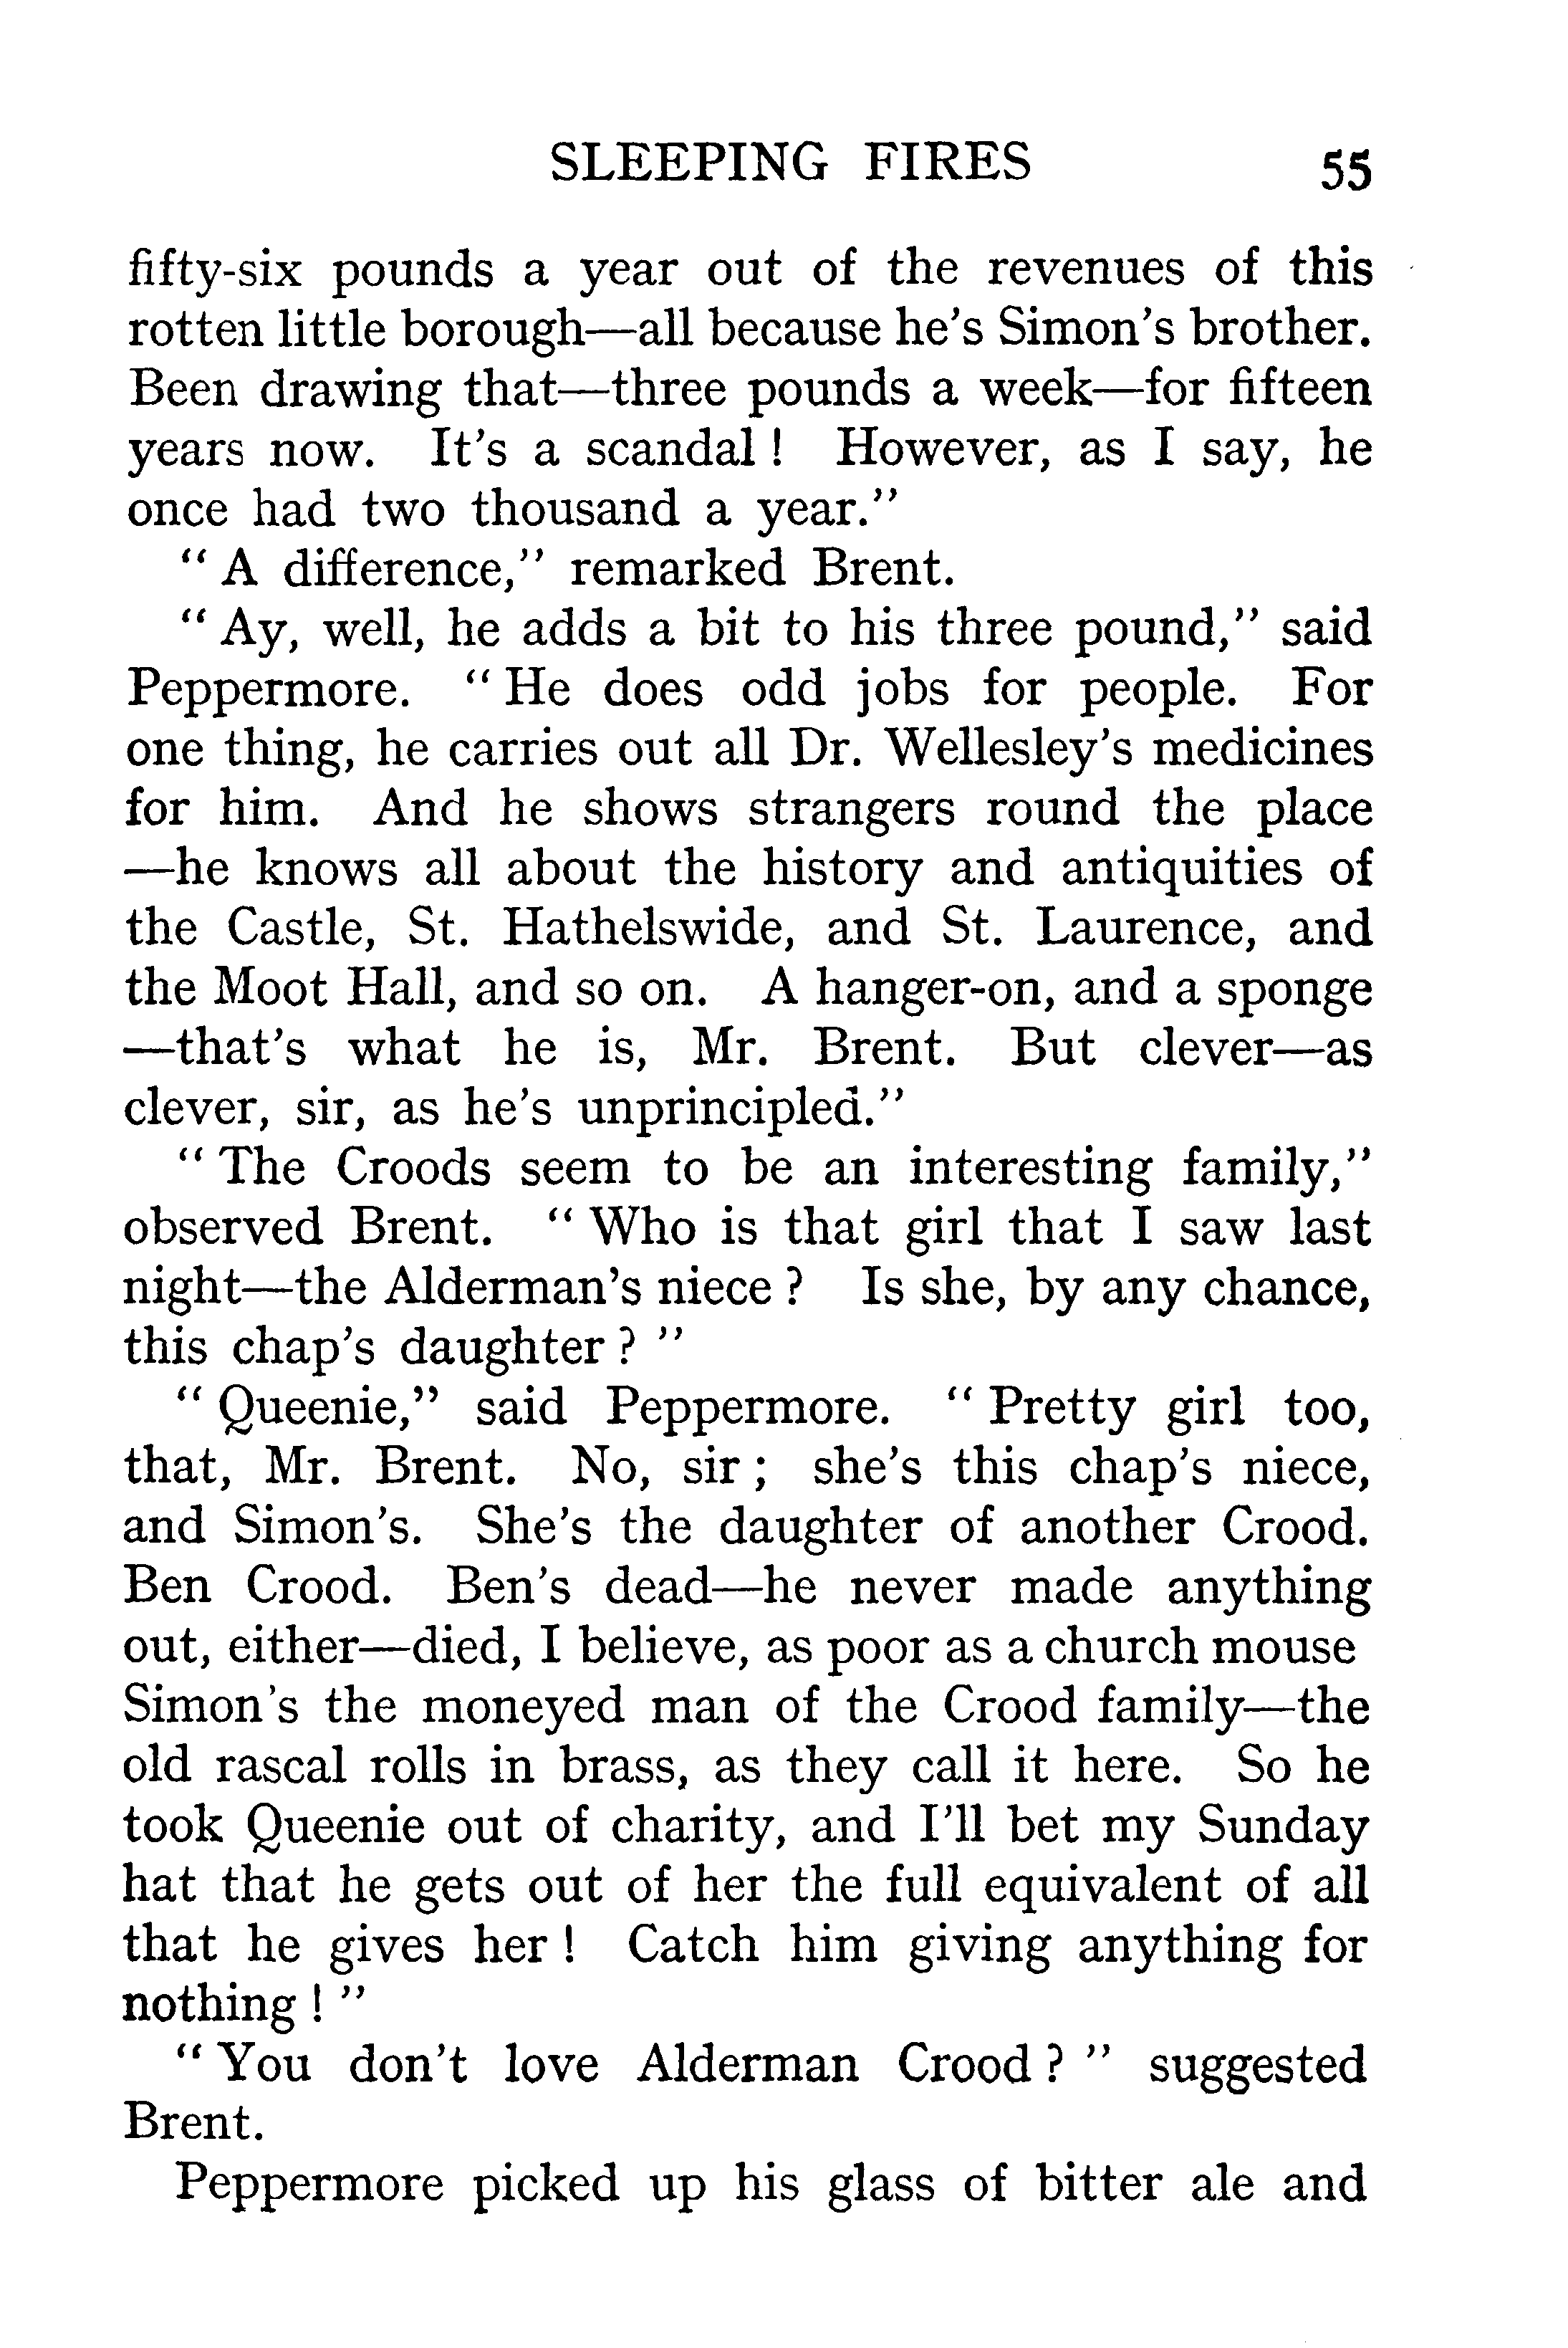 SLEEPING FIRES 55
fifty-six pounds a year out of the revenues of this
rotten little borough—all because he's Simon's brother.
Been drawing that—three pounds a week—for fifteen
years now. It's a scandal ! However, as I say, he
once had two thousand a year."
" A difference," remarked Brent.
" Ay, well, he adds a bit to his three pound," said
Peppermore. " He does odd jobs for people. For
one thing, he carries out all Dr. Wellesley's medicines
for him. And he shows strangers round the place
—he knows all about the history and antiquities of
the Castle, St. Hathelswide, and St. Laurence, and
the Moot Hall, and so on. A hanger-on, and a sponge
—that's what he is, Mr. Brent. But clever—as
clever, sir, as he's unprincipled."
" The Croods seem to be an interesting family,"
observed Brent. " Who is that girl that I saw last
night—the Alderman's niece ? Is she, by any chance,
this chap's daughter ? "
" Queenie," said Peppermore. " Pretty girl too,
that, Mr. Brent. No, sir ; she's this chap's niece,
and Simon's. She's the daughter of another Crood.
Ben Crood. Ben's dead—he never made anything
out, either—died, I believe, as poor as a church mouse
Simon's the moneyed man of the Crood family—the
old rascal rolls in brass, as they call it here. So he
took Queenie out of charity, and I'll bet my Sunday
hat that he gets out of her the full equivalent of all
that he gives her ! Catch him giving anything for
nothing ! "
" You don't love Alderman Crood ? " suggested
Brent.
Peppermore picked up his glass of bitter ale and